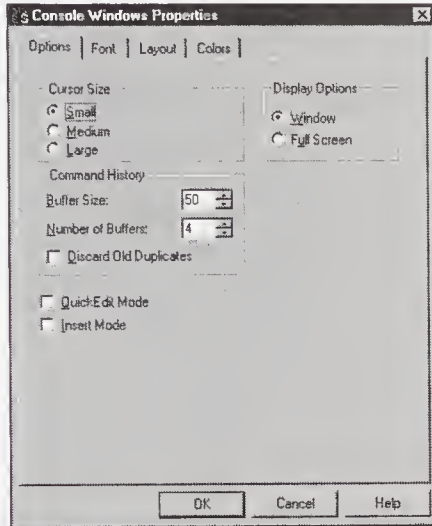 Console Windows Properties
Options Font Layout Colors
Cursor Size
Small
Medium
Large
Display Options
Window
Full Screen
Command History
Buffer Size: 50
Number of Buffers: 4
Discard Old Duplicates
QuickEdit Mode
Insert Mode
OK Cancel Help